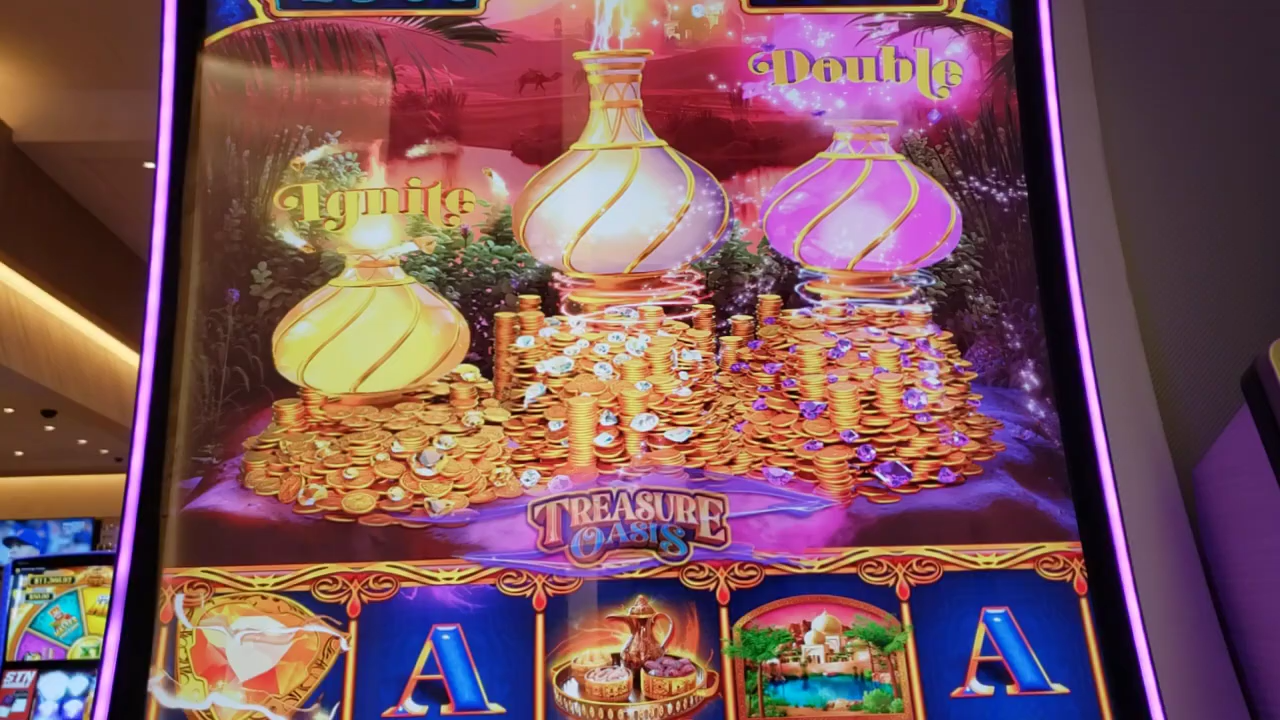 Double
Ignite
TREASURE
OASIS
A
A